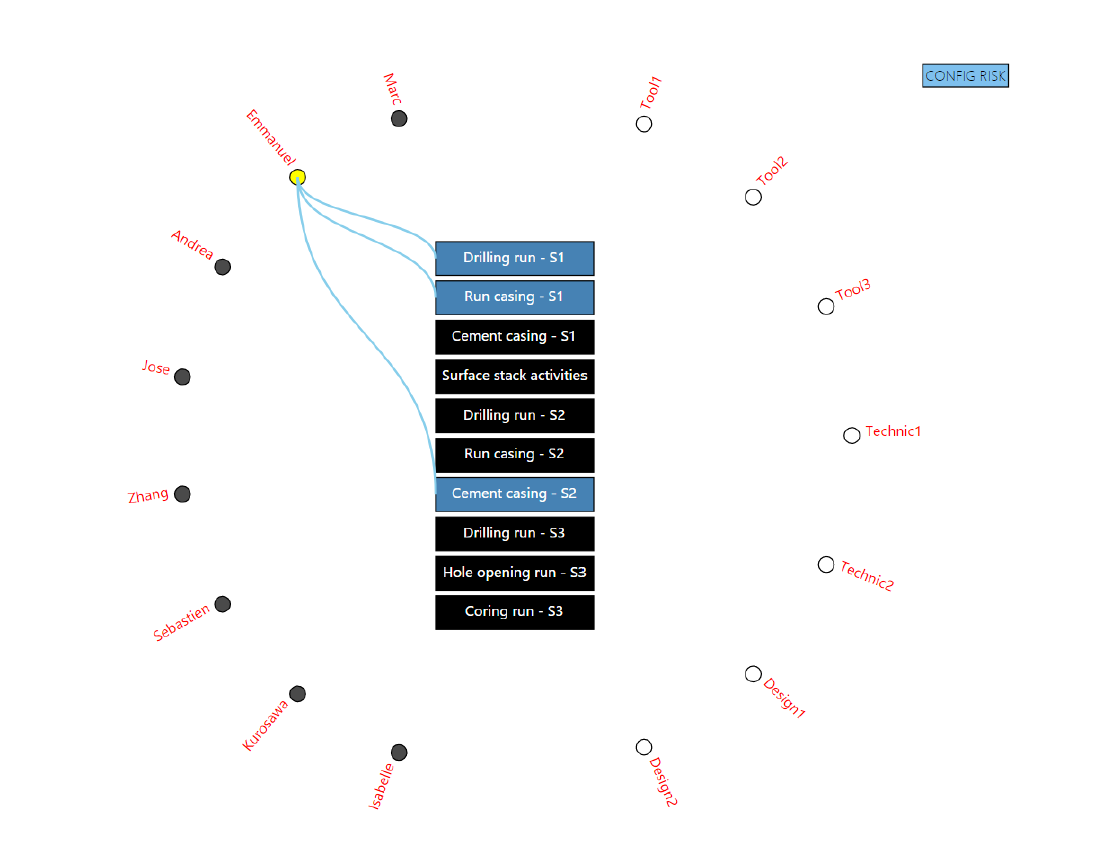 CONFIG RISK
Marc
Tool1
Emmanuel
Tool2
Andrea
Drilling run - S1
Run casing - S1
Tool3
Cement casing - S1
Jose
Surface stack activities
Drilling run - S2
Technic1
Run casing - S2
Zhang
Cement casing - S2
Drilling run - S3
Hole opening run - S3
Technic2
Coring run - S3
Sebastien
Design1
Kurosawa
Isabelle
Design2